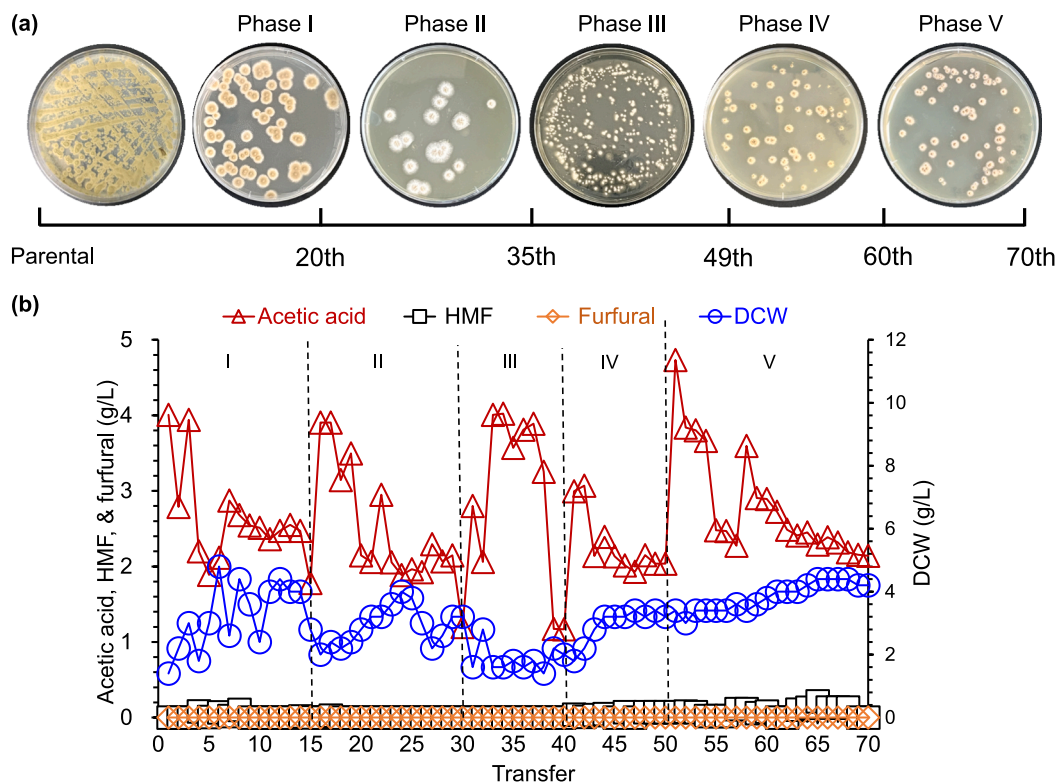 (a)
Phase I Phase II Phase III Phase IV Phase V
Parental 20th 35th 49th 60th 70th
(b)
Acetic acid HMF Furfural DCW
I II III IV V
Acetic acid, HMF, & furfural (g/L)
5
4
3
2
1
0
DCW (g/L)
12
10
8
6
4
2
0
0 5 10 15 20 25 30 35 40 45 50 55 60 65 70
Transfer